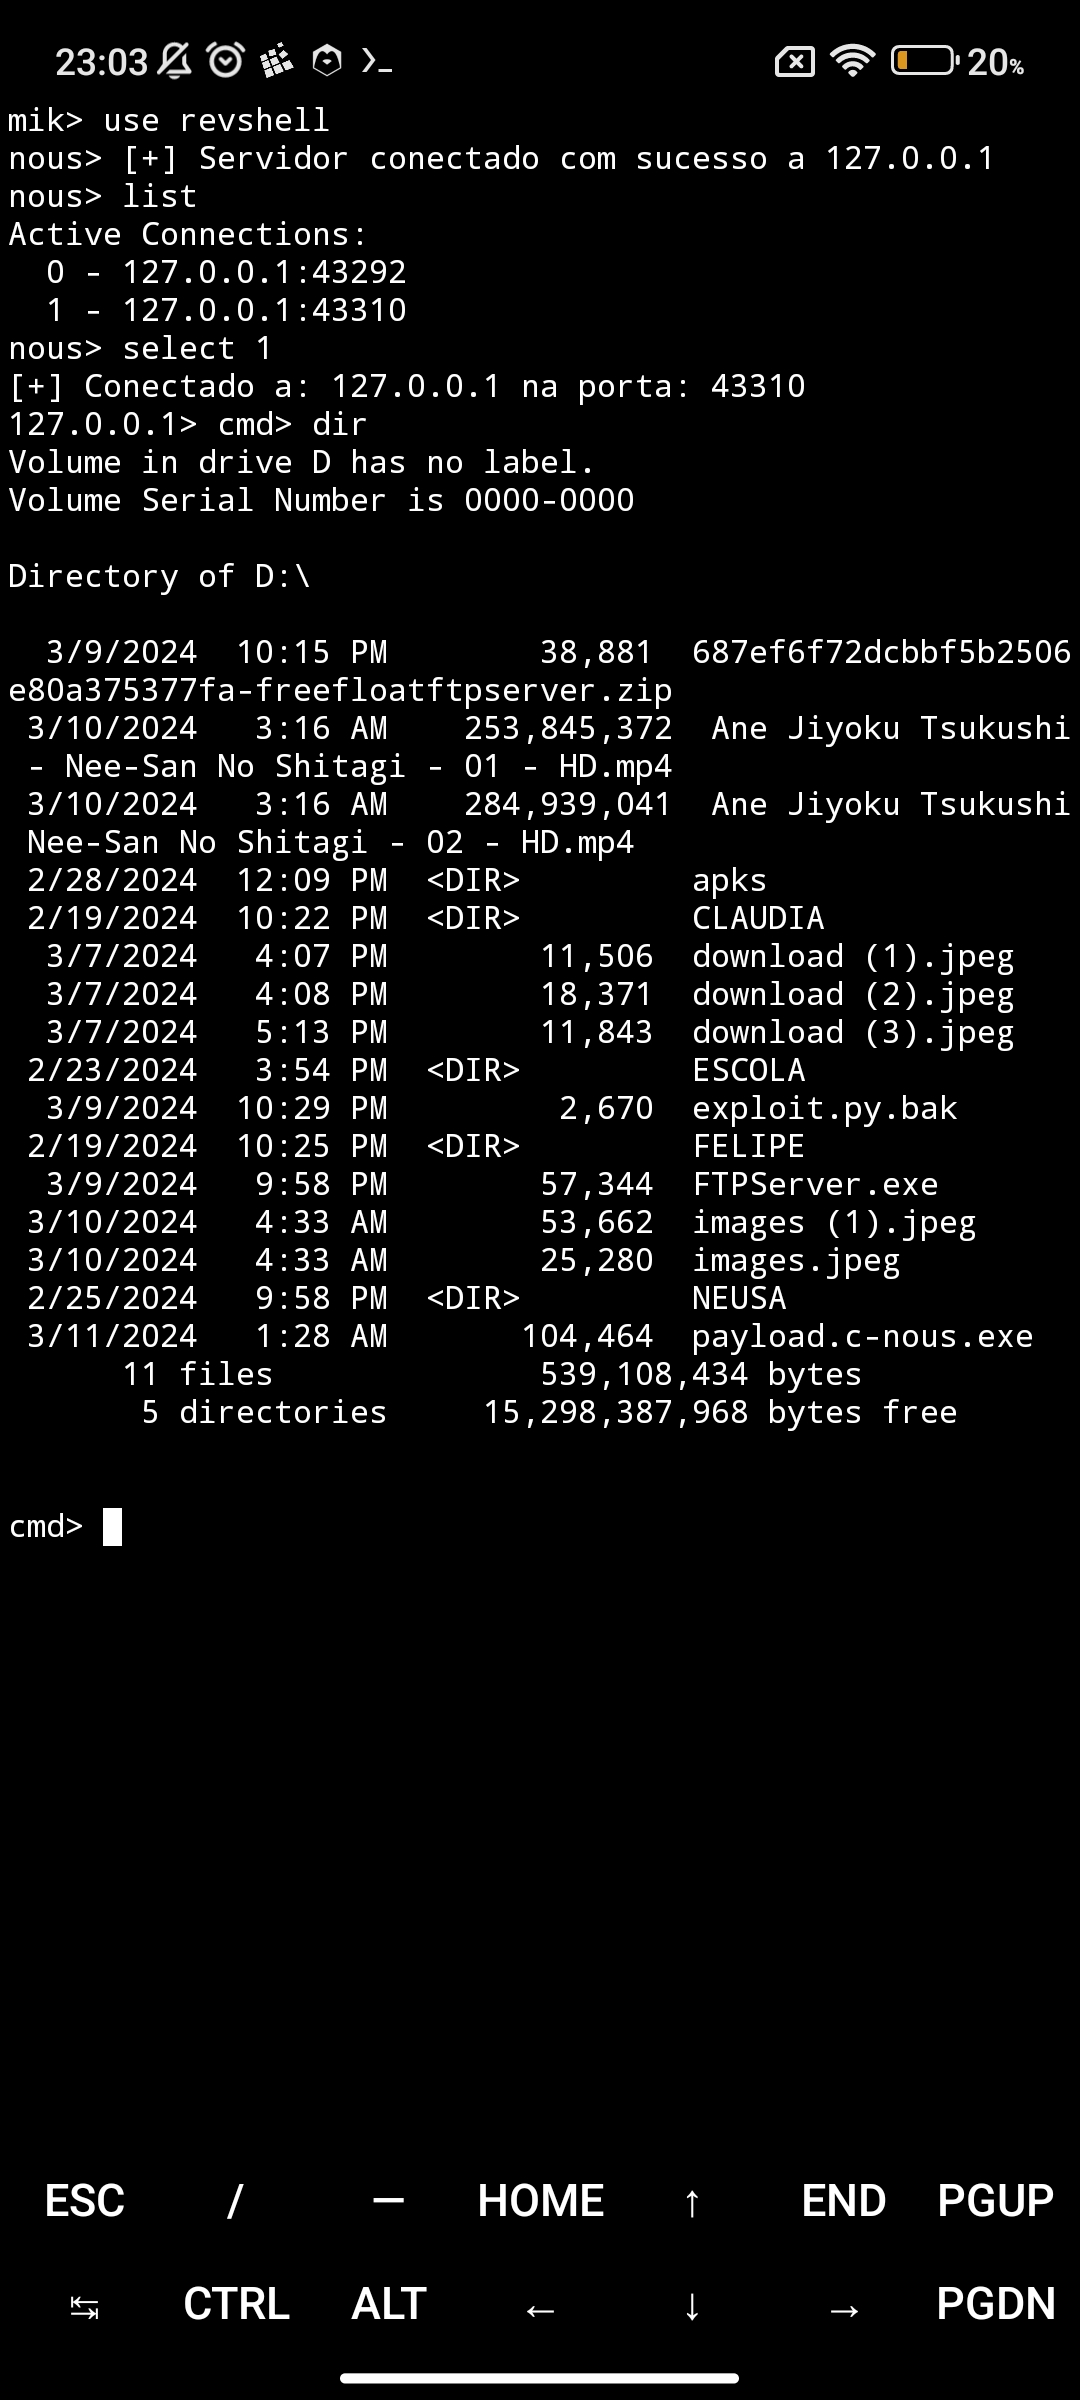 23:03 20%
mik> use revshell
nous> [+] Servidor conectado com sucesso a 127.0.0.1
nous> list
Active Connections:
  0 - 127.0.0.1:43292
  1 - 127.0.0.1:43310
nous> select 1
[+] Conectado a: 127.0.0.1 na porta: 43310
127.0.0.1> cmd> dir
Volume in drive D has no label.
Volume Serial Number is 0000-0000
Directory of D:\
  3/9/2024  10:15 PM        38,881  687ef6f72dcbbf5b2506
e80a375377fa-freefloatftpserver.zip
 3/10/2024   3:16 AM    253,845,372  Ane Jiyoku Tsukushi
 - Nee-San No Shitagi - 01 - HD.mp4
 3/10/2024   3:16 AM    284,939,041  Ane Jiyoku Tsukushi
 Nee-San No Shitagi - 02 - HD.mp4
 2/28/2024  12:09 PM  <DIR>         apks
 2/19/2024  10:22 PM  <DIR>         CLAUDIA
  3/7/2024   4:07 PM        11,506  download (1).jpeg
  3/7/2024   4:08 PM        18,371  download (2).jpeg
  3/7/2024   5:13 PM        11,843  download (3).jpeg
 2/23/2024   3:54 PM  <DIR>         ESCOLA
  3/9/2024  10:29 PM         2,670  exploit.py.bak
 2/19/2024  10:25 PM  <DIR>         FELIPE
  3/9/2024   9:58 PM        57,344  FTPServer.exe
 3/10/2024   4:33 AM        53,662  images (1).jpeg
 3/10/2024   4:33 AM        25,280  images.jpeg
 2/25/2024   9:58 PM  <DIR>         NEUSA
 3/11/2024   1:28 AM       104,464  payload.c-nous.exe
      11 files              539,108,434 bytes
       5 directories     15,298,387,968 bytes free
cmd>
ESC / — HOME ↑ END PGUP
↹ CTRL ALT ← ↓ → PGDN